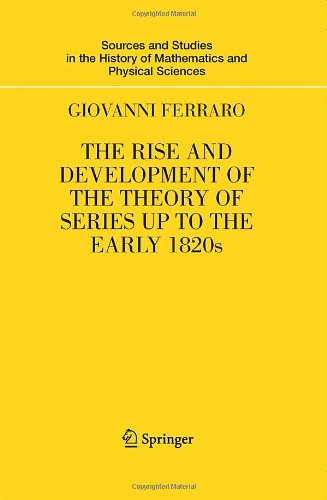 Sources and Studies
in the History of Mathematics and
Physical Sciences
GIOVANNI FERRARO
THE RISE AND
DEVELOPMENT OF
THE THEORY OF
SERIES UP TO THE
EARLY 1820s
Springer